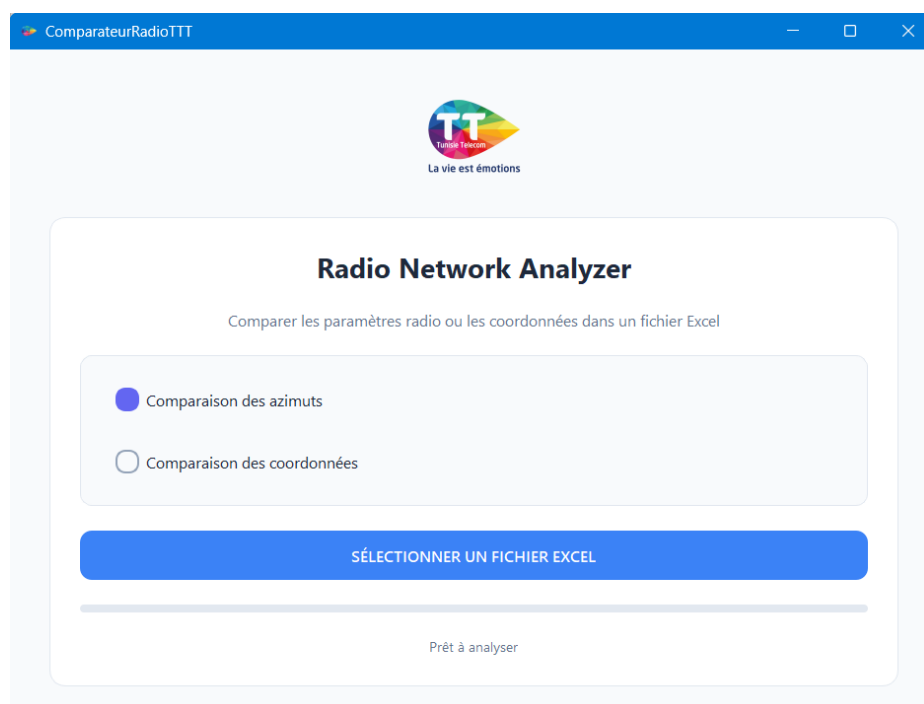 ComparateurRadioTTT
TT
Tunisie Telecom
La vie est émotions
Radio Network Analyzer
Comparer les paramètres radio ou les coordonnées dans un fichier Excel
Comparaison des azimuts
Comparaison des coordonnées
SÉLECTIONNER UN FICHIER EXCEL
Prêt à analyser